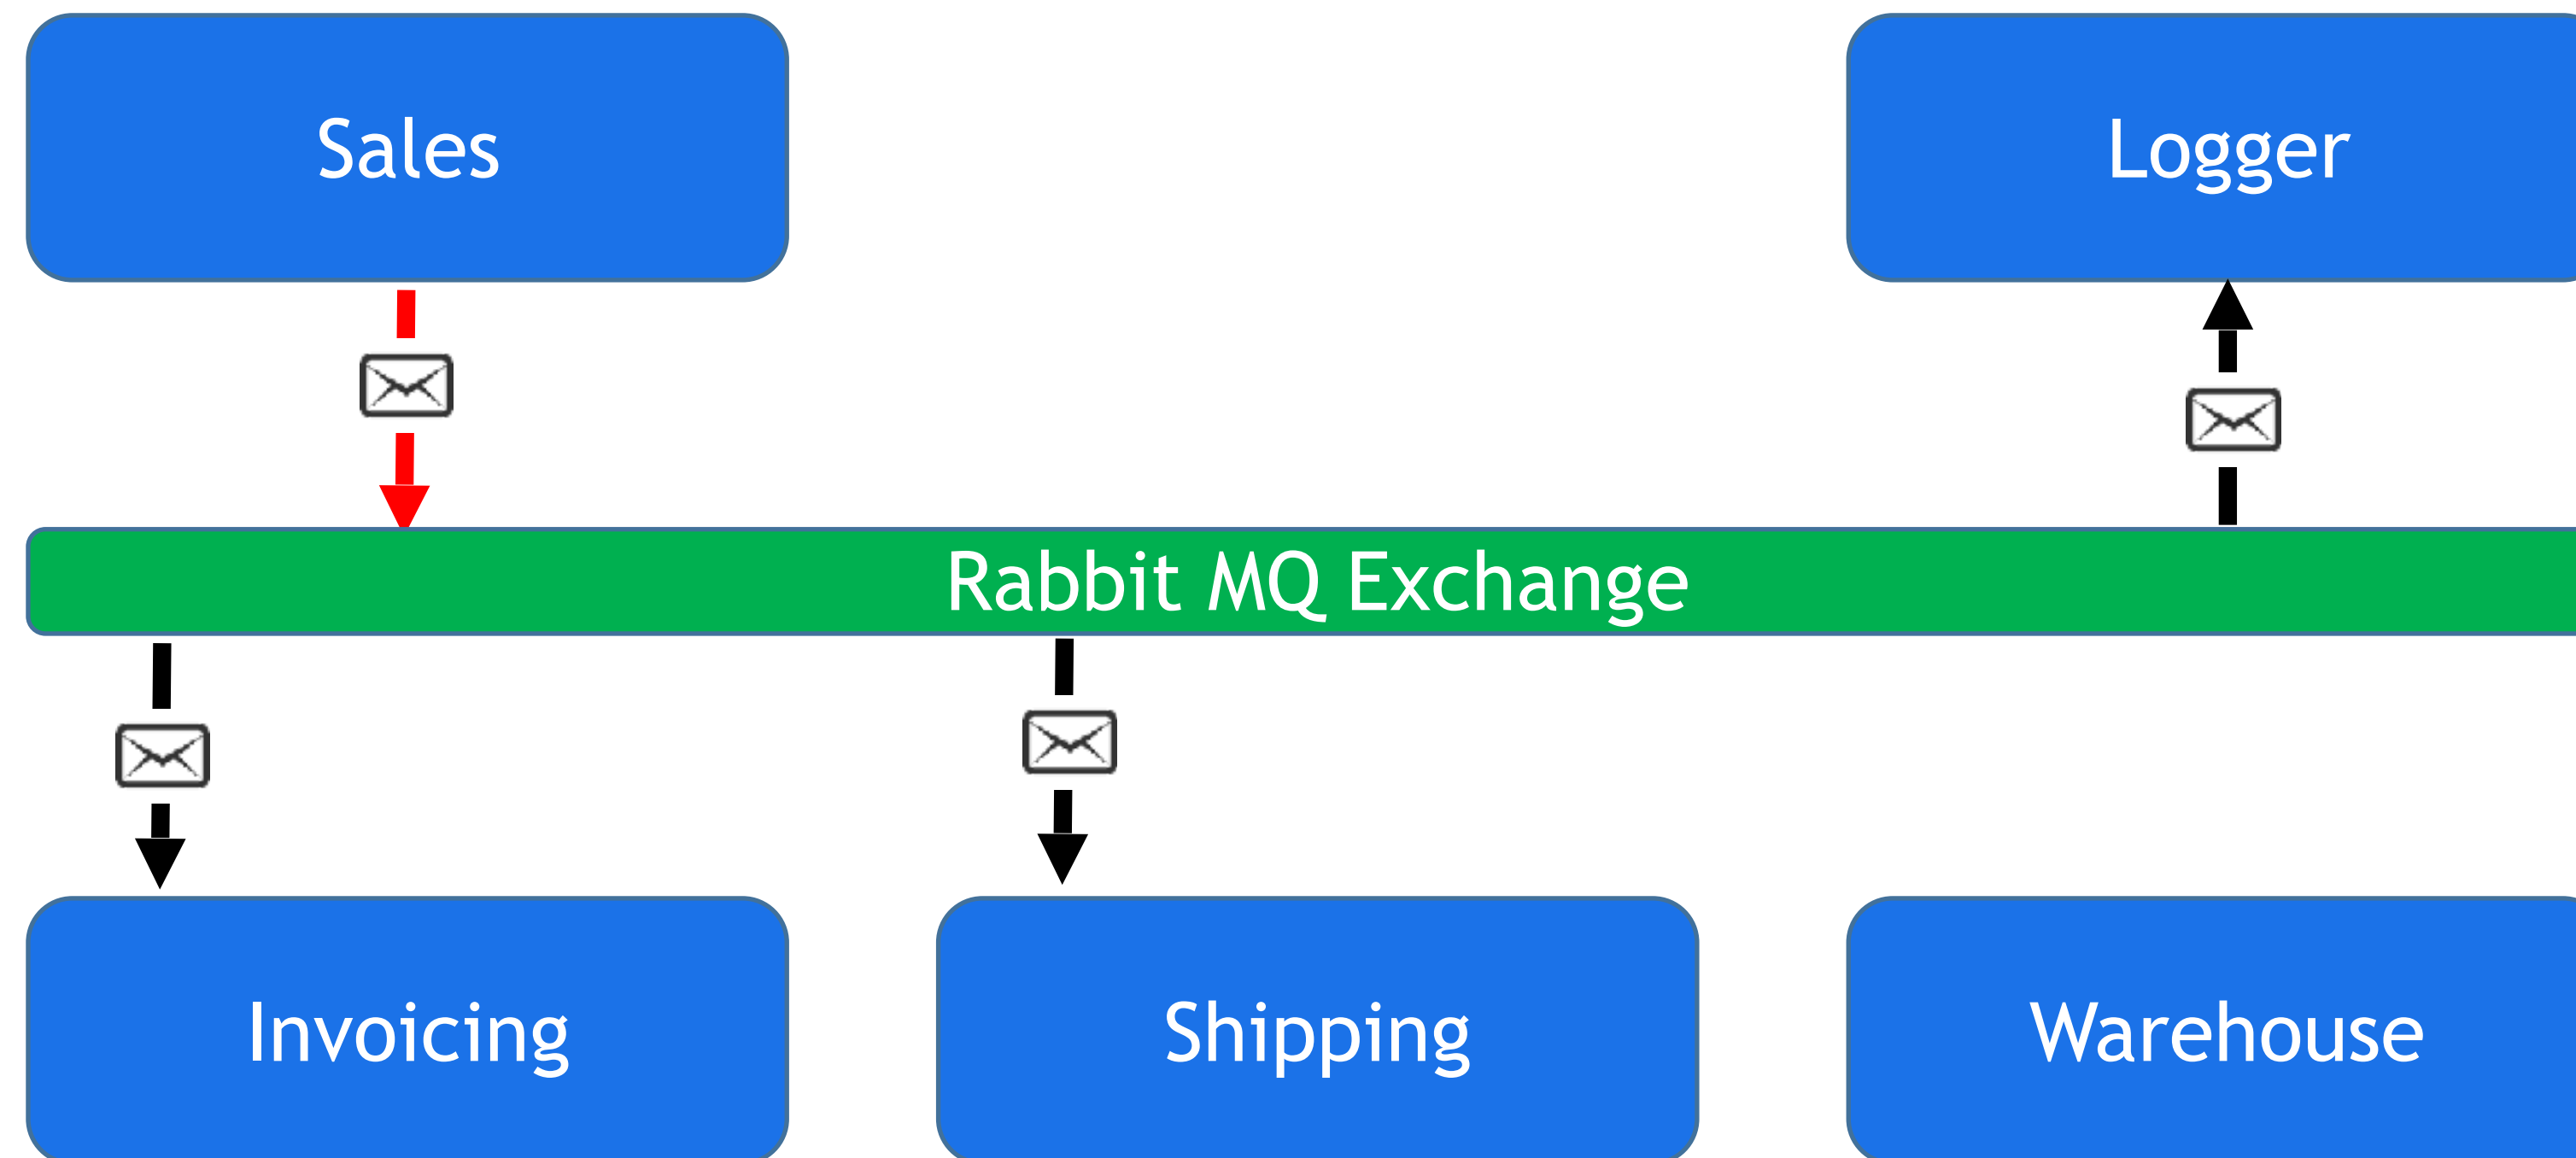 Sales
Logger
Rabbit MQ Exchange
Invoicing
Shipping
Warehouse